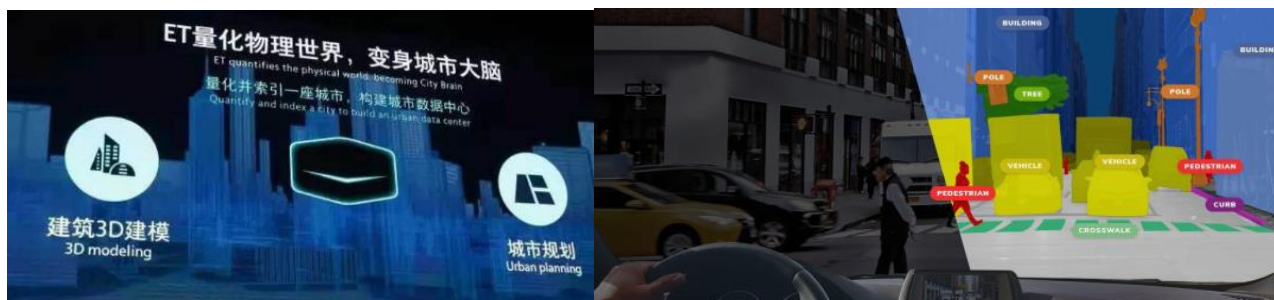 ET量化物理世界，变身城市大脑
ET quantifies the physical world, becoming City Brain
量化并索引一座城市，构建城市数据中心
Quantify and index a city to build an urban data center
建筑3D建模
3D modeling
城市规划
Urban planning
BUILDING
BUILDIN
POLE
TREE
POLE
VEHICLE
VEHICLE
PEDESTRIAN
PEDESTRIAN
CURB
CROSSWALK